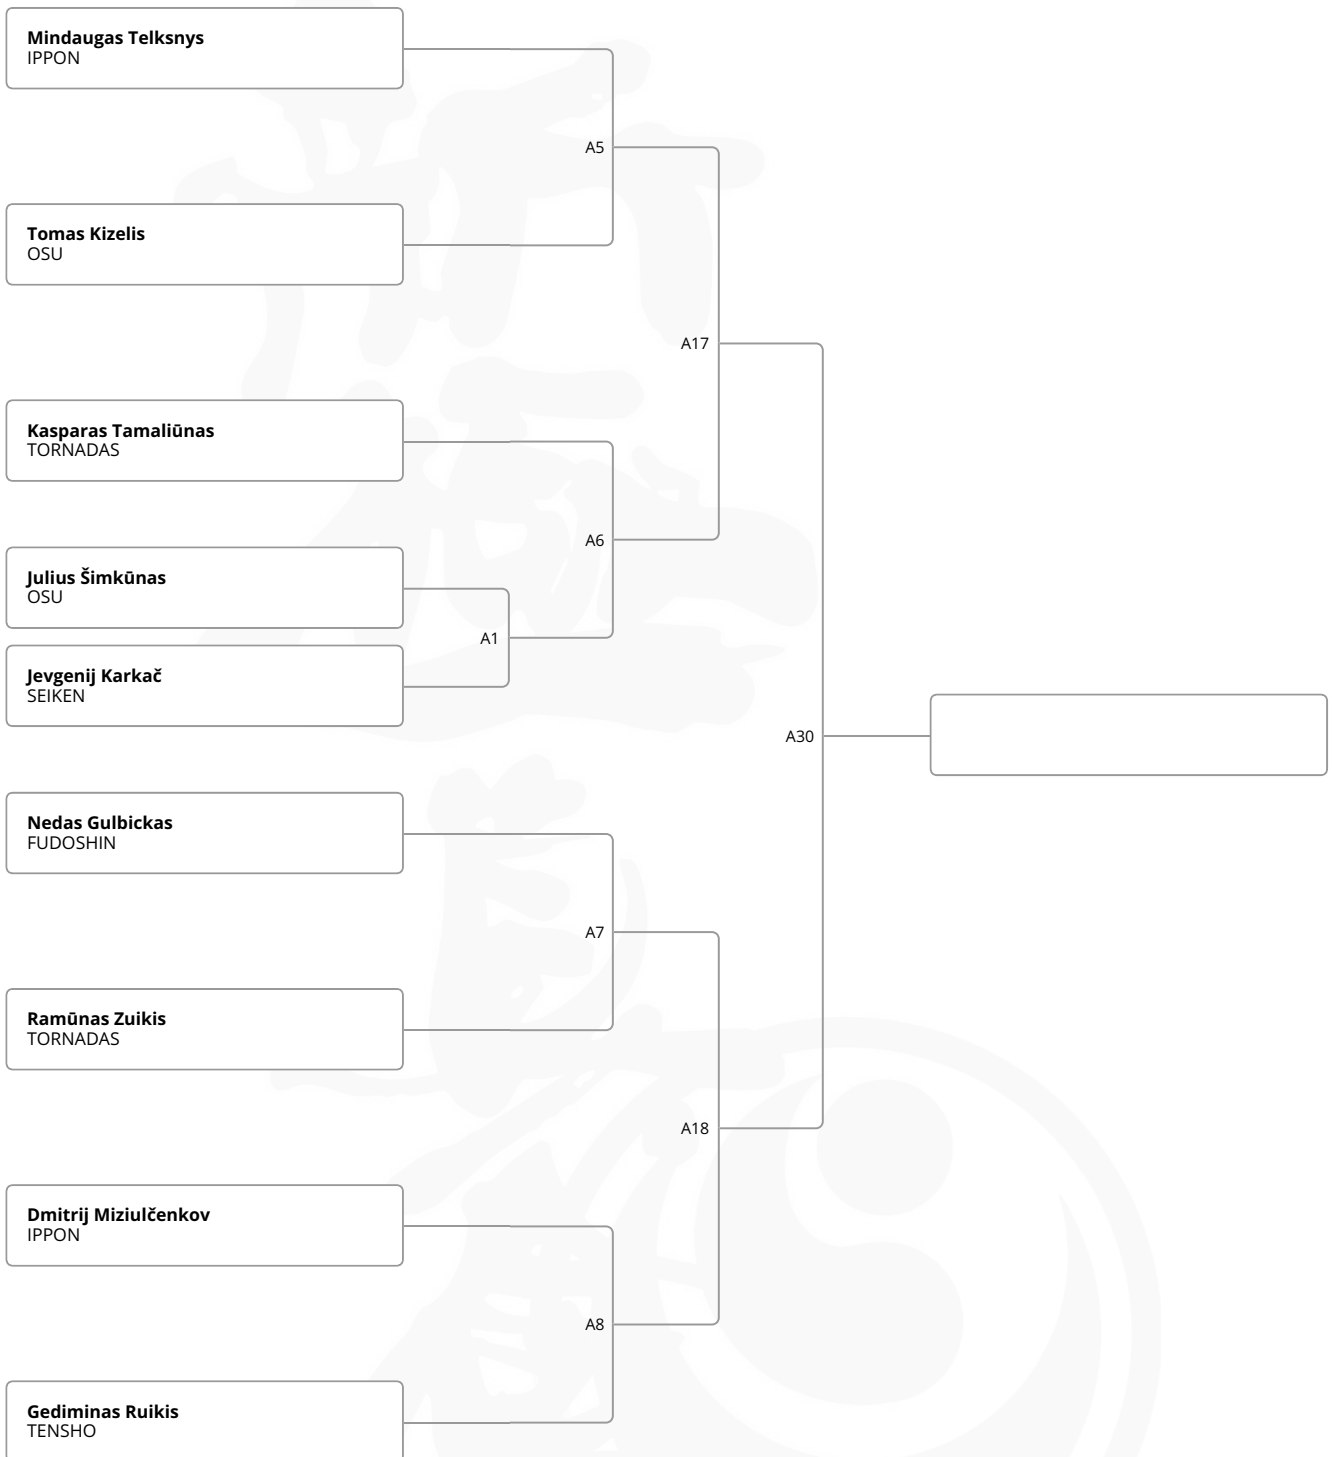 Mindaugas Telksnys
IPPON
A5
Tomas Kizelis
OSU
A17
Kasparas Tamaliūnas
TORNADAS
A6
Julius Šimkūnas
OSU
A1
Jevgenij Karkač
SEIKEN
A30
Nedas Gulbickas
FUDOSHIN
A7
Ramūnas Zuikis
TORNADAS
A18
Dmitrij Miziulčenkov
IPPON
A8
Gediminas Ruikis
TENSHO